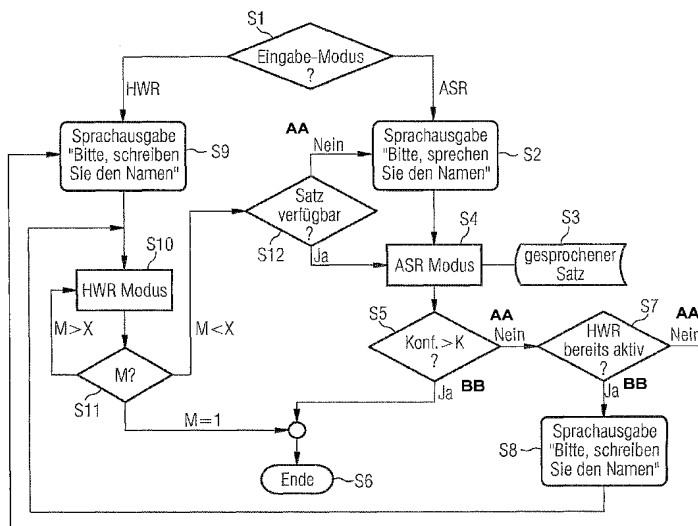 S1
Eingabe-Modus
?
HWR
ASR
Sprachausgabe
"Bitte, schreiben
Sie den Namen"
S9
AA
Nein
Sprachausgabe
"Bitte, sprechen
Sie den Namen"
S2
Satz
verfügbar
?
S12
Ja
S10
HWR Modus
S4
ASR Modus
S3
gesprochener
Satz
M>X
M<X
M?
S11
M=1
S5
Konf.>K
?
AA
Nein
BB
Ja
S7
HWR
bereits aktiv
?
AA
Nein
BB
Ja
S8
Sprachausgabe
"Bitte, schreiben
Sie den Namen"
Ende
S6